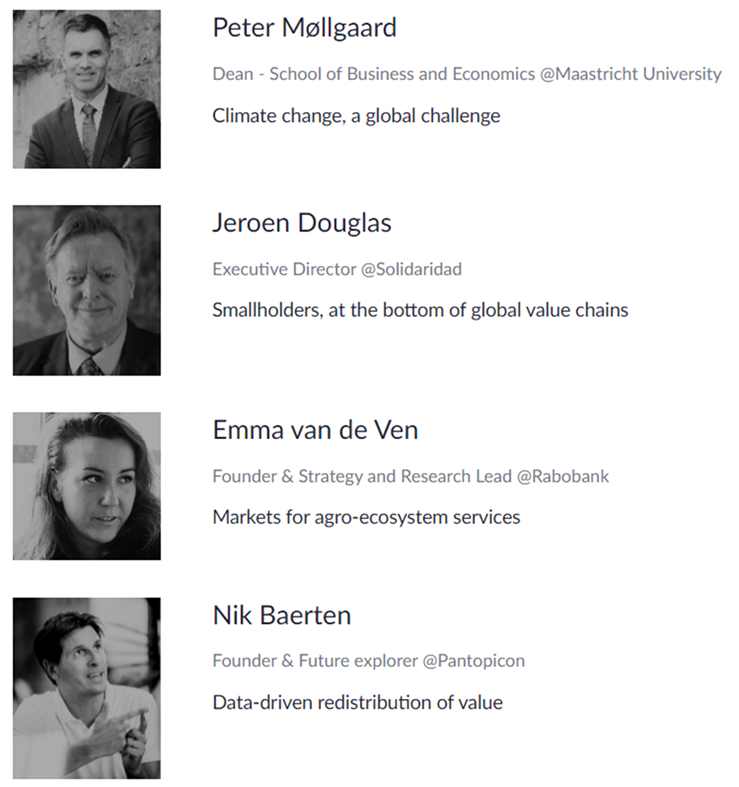 Peter Møllgaard
Dean - School of Business and Economics @Maastricht University
Climate change, a global challenge
Jeroen Douglas
Executive Director @Solidaridad
Smallholders, at the bottom of global value chains
Emma van de Ven
Founder & Strategy and Research Lead @Rabobank
Markets for agro-ecosystem services
Nik Baerten
Founder & Future explorer @Pantopicon
Data-driven redistribution of value